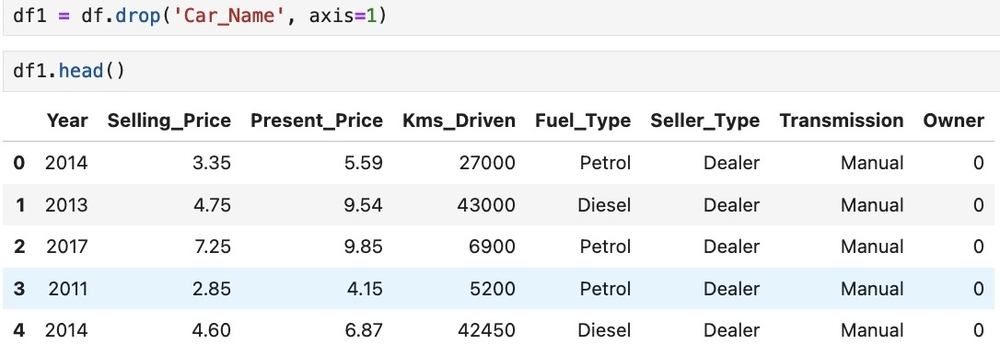 df1 = df.drop('Car_Name', axis=1)
df1.head()
Year Selling_Price Present_Price Kms_Driven Fuel_Type Seller_Type Transmission Owner
0 2014 3.35 5.59 27000 Petrol Dealer Manual 0
1 2013 4.75 9.54 43000 Diesel Dealer Manual 0
2 2017 7.25 9.85 6900 Petrol Dealer Manual 0
3 2011 2.85 4.15 5200 Petrol Dealer Manual 0
4 2014 4.60 6.87 42450 Diesel Dealer Manual 0